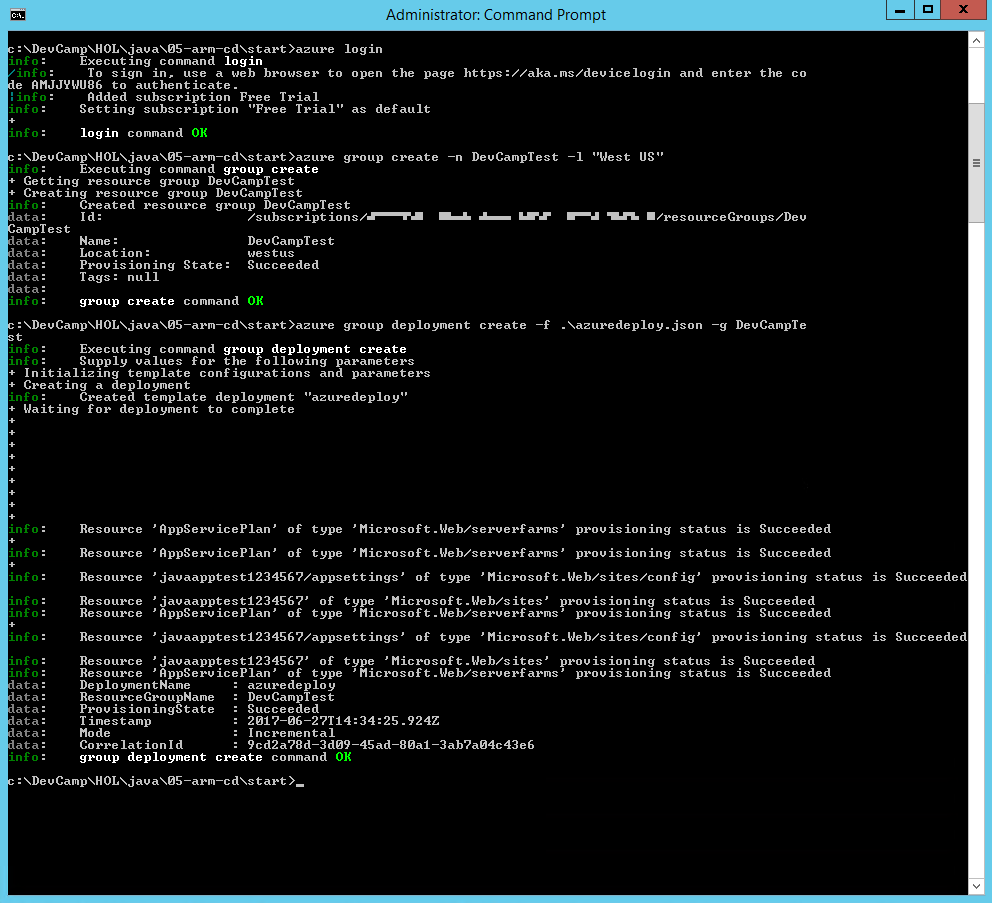 Administrator: Command Prompt
c:\DevCamp\HOL\java\05-arm-cd\start>azure login
info:    Executing command login
/info:    To sign in, use a web browser to open the page https://aka.ms/devicelogin and enter the co
de AMJJYWU86 to authenticate.
info:    Added subscription Free Trial
info:    Setting subscription "Free Trial" as default
+
info:    login command OK
c:\DevCamp\HOL\java\05-arm-cd\start>azure group create -n DevCampTest -l "West US"
info:    Executing command group create
+ Getting resource group DevCampTest
+ Creating resource group DevCampTest
info:    Created resource group DevCampTest
data:    Id:                  /subscriptions/ /resourceGroups/Dev
CampTest
data:    Name:                DevCampTest
data:    Location:            westus
data:    Provisioning State:  Succeeded
data:    Tags: null
data:
info:    group create command OK
c:\DevCamp\HOL\java\05-arm-cd\start>azure group deployment create -f .\azuredeploy.json -g DevCampTe
st
info:    Executing command group deployment create
info:    Supply values for the following parameters
+ Initializing template configurations and parameters
+ Creating a deployment
info:    Created template deployment "azuredeploy"
+ Waiting for deployment to complete
+
+
+
+
+
+
+
+
+
info:    Resource 'AppServicePlan' of type 'Microsoft.Web/serverfarms' provisioning status is Succeeded
+
info:    Resource 'AppServicePlan' of type 'Microsoft.Web/serverfarms' provisioning status is Succeeded
+
info:    Resource 'javaapptest1234567/appsettings' of type 'Microsoft.Web/sites/config' provisioning status is Succeeded
info:    Resource 'javaapptest1234567' of type 'Microsoft.Web/sites' provisioning status is Succeeded
info:    Resource 'AppServicePlan' of type 'Microsoft.Web/serverfarms' provisioning status is Succeeded
+
info:    Resource 'javaapptest1234567/appsettings' of type 'Microsoft.Web/sites/config' provisioning status is Succeeded
info:    Resource 'javaapptest1234567' of type 'Microsoft.Web/sites' provisioning status is Succeeded
info:    Resource 'AppServicePlan' of type 'Microsoft.Web/serverfarms' provisioning status is Succeeded
data:    DeploymentName     : azuredeploy
data:    ResourceGroupName  : DevCampTest
data:    ProvisioningState  : Succeeded
data:    Timestamp          : 2017-06-27T14:34:25.924Z
data:    Mode               : Incremental
data:    CorrelationId      : 9cd2a78d-3d09-45ad-80a1-3ab7a04c43e6
info:    group deployment create command OK
c:\DevCamp\HOL\java\05-arm-cd\start>_